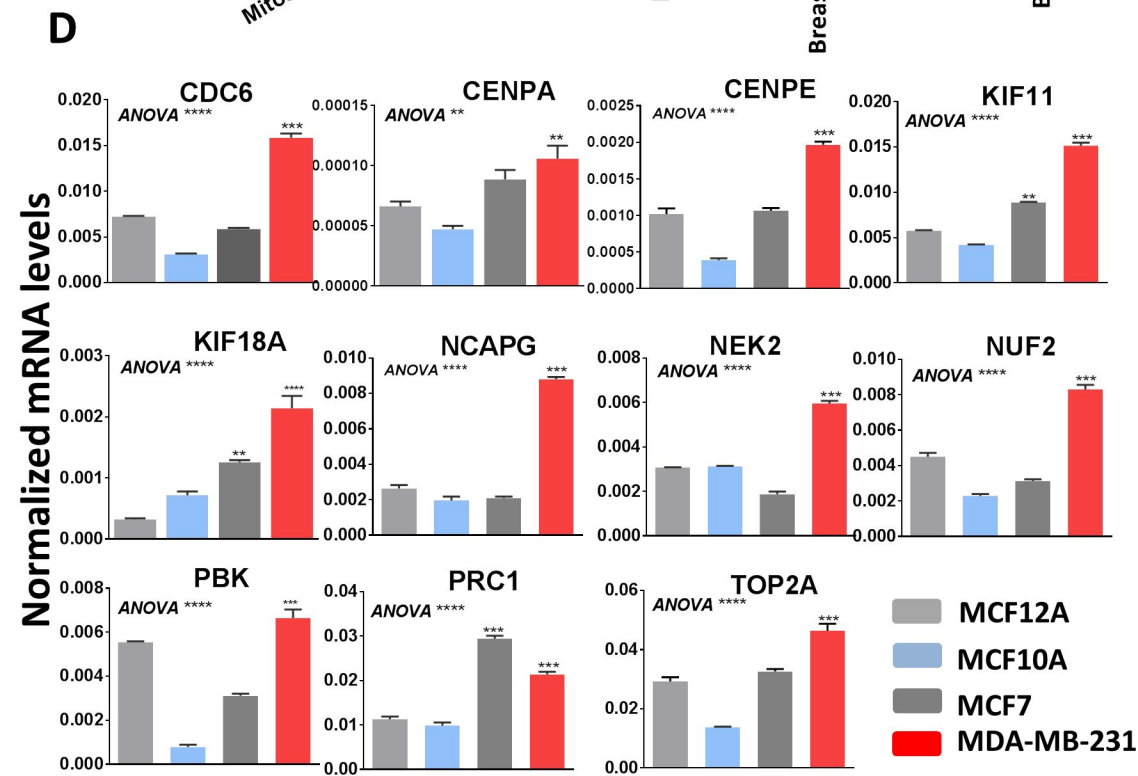 D
Mito
Breas
B
Normalized mRNA levels
CDC6
ANOVA ****
0.020
0.015
0.010
0.005
0.000
***
CENPA
ANOVA **
0.00015
0.00010
0.00005
0.00000
**
CENPE
ANOVA ****
0.0025
0.0020
0.0015
0.0010
0.0005
0.0000
***
KIF11
ANOVA ****
0.020
0.015
0.010
0.005
0.000
**
***
KIF18A
ANOVA ****
0.003
0.002
0.001
0.000
**
****
NCAPG
ANOVA ****
0.010
0.008
0.006
0.004
0.002
0.000
***
NEK2
ANOVA ****
0.008
0.006
0.004
0.002
0.000
***
NUF2
ANOVA ****
0.010
0.008
0.006
0.004
0.002
0.000
***
PBK
ANOVA ****
0.008
0.006
0.004
0.002
0.000
***
PRC1
ANOVA ****
0.04
0.03
0.02
0.01
0.00
***
***
TOP2A
ANOVA ****
0.06
0.04
0.02
0.00
***
MCF12A
MCF10A
MCF7
MDA-MB-231